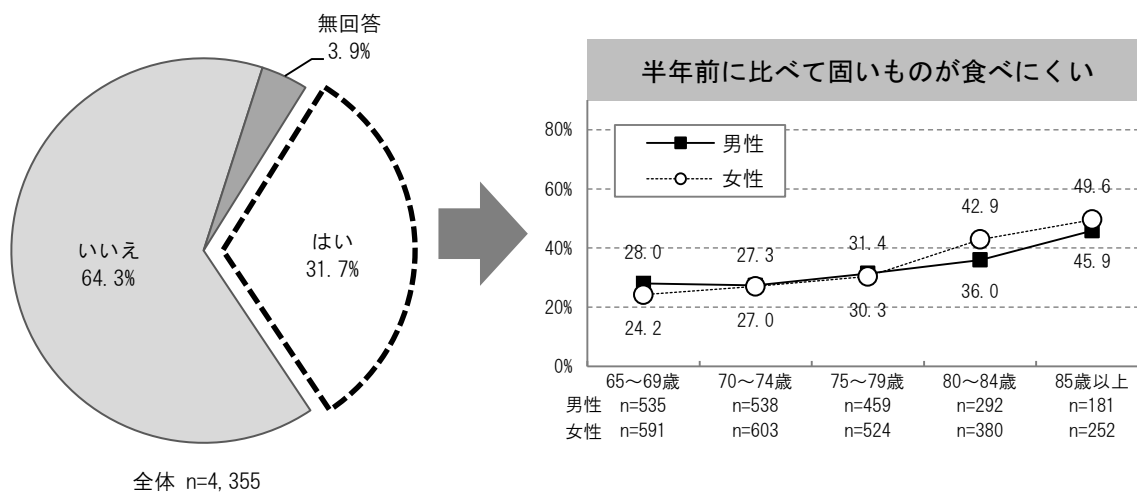 無回答
3.9%
いいえ
64.3%
はい
31.7%
全体 n=4,355
半年前に比べて固いものが食べにくい
80%
60%
40%
20%
0%
男性
女性
28.0 27.3 31.4 42.9 49.6
24.2 27.0 30.3 36.0 45.9
65～69歳 70～74歳 75～79歳 80～84歳 85歳以上
男性 n=535 n=538 n=459 n=292 n=181
女性 n=591 n=603 n=524 n=380 n=252